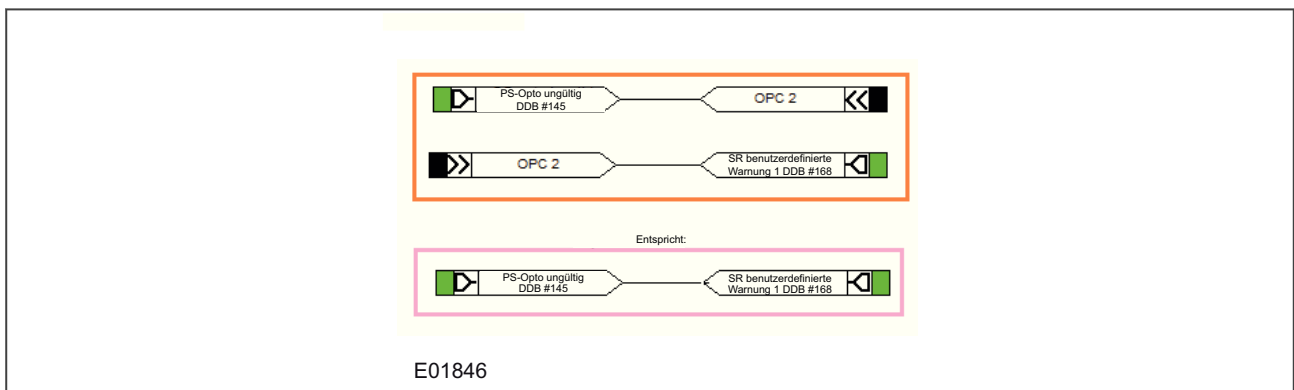 PS-Opto ungültig
DDB #145
OPC 2
OPC 2
SR benutzerdefinierte
Warnung 1 DDB #168
Entspricht:
PS-Opto ungültig
DDB #145
SR benutzerdefinierte
Warnung 1 DDB #168
E01846